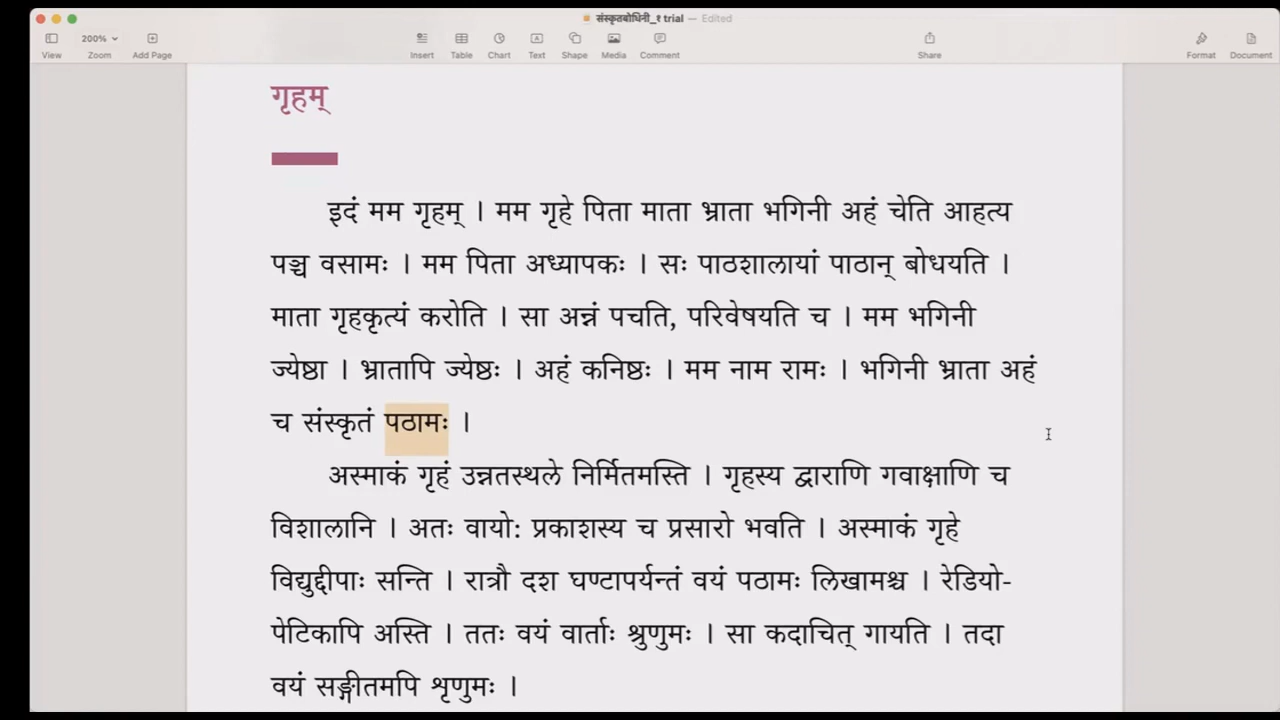 संस्कृतबोधिनी_१ trial — Edited
200%
View Zoom Add Page Insert Table Chart Text Shape Media Comment Share Format Document
गृहम्
इदं मम गृहम् । मम गृहे पिता माता भ्राता भगिनी अहं चेति आहत्य
पञ्च वसामः । मम पिता अध्यापकः । सः पाठशालायां पाठान् बोधयति ।
माता गृहकृत्यं करोति । सा अन्नं पचति, परिवेषयति च । मम भगिनी
ज्येष्ठा । भ्रातापि ज्येष्ठः । अहं कनिष्ठः । मम नाम रामः । भगिनी भ्राता अहं
च संस्कृतं पठामः ।
अस्माकं गृहं उन्नतस्थले निर्मितमस्ति । गृहस्य द्वाराणि गवाक्षाणि च
विशालानि । अतः वायो: प्रकाशस्य च प्रसारो भवति । अस्माकं गृहे
विद्युद्दीपाः सन्ति । रात्रौ दश घण्टापर्यन्तं वयं पठामः लिखामश्च । रेडियो-
पेटिकापि अस्ति । ततः वयं वार्ताः श्रुणुमः । सा कदाचित् गायति । तदा
वयं सङ्गीतमपि शृणुमः ।